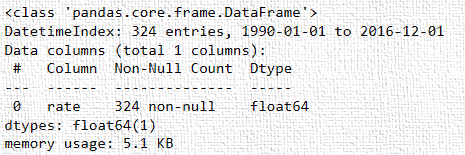 <class 'pandas.core.frame.DataFrame'>
DatetimeIndex: 324 entries, 1990-01-01 to 2016-12-01
Data columns (total 1 columns):
 #   Column  Non-Null Count  Dtype
---  ------  --------------  -----
 0   rate    324 non-null    float64
dtypes: float64(1)
memory usage: 5.1 KB